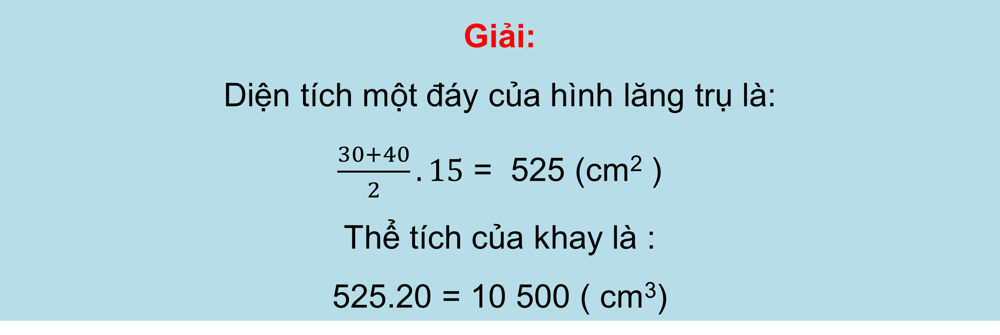 Giải:
Diện tích một đáy của hình lăng trụ là:
$\frac{30+40}{2}.15$ = 525 (cm² )
Thể tích của khay là :
525.20 = 10 500 ( cm³)